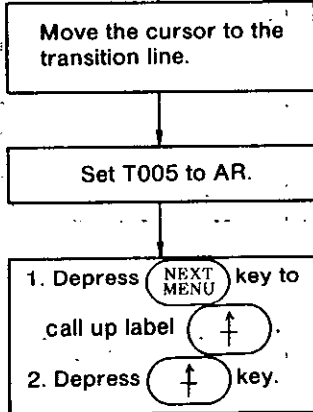 Move the cursor to the
transition line.
Set T005 to AR.
1. Depress NEXT MENU key to
call up label .
2. Depress key.